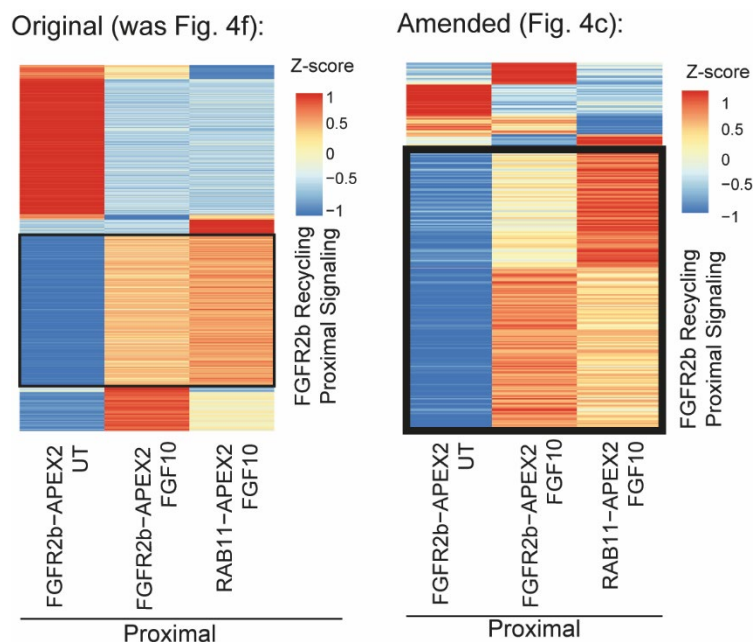 Original (was Fig. 4f):
Z-score
1
0.5
0
−0.5
−1
FGFR2b Recycling
Proximal Signaling
FGFR2b−APEX2
UT
FGFR2b−APEX2
FGF10
RAB11−APEX2
FGF10
Proximal
Amended (Fig. 4c):
Z-score
1
0.5
0
−0.5
−1
FGFR2b Recycling
Proximal Signaling
FGFR2b−APEX2
UT
FGFR2b−APEX2
FGF10
RAB11−APEX2
FGF10
Proximal